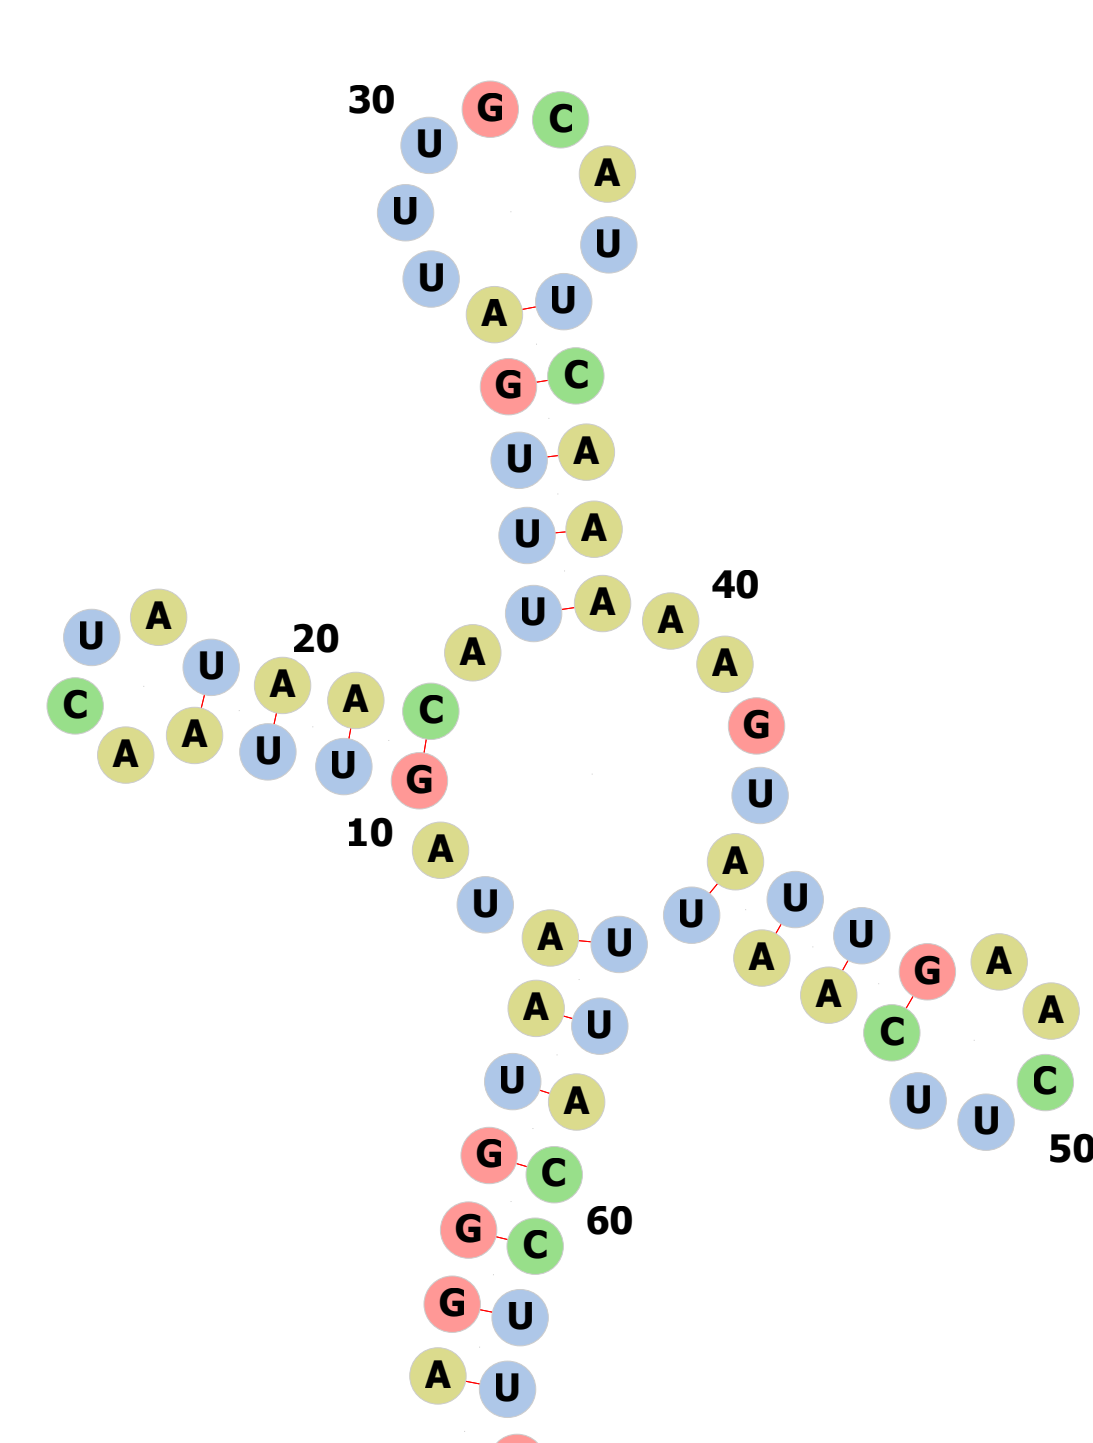 30 G C
U A
U U
U A U
G C
U A
U A
40
U A A
U A 20 A A
U A A C G
C A U U G U
10 A A U
U U U
A U A G A
A A
A U C C
U A U U
G C 50
G C 60
G U
A U